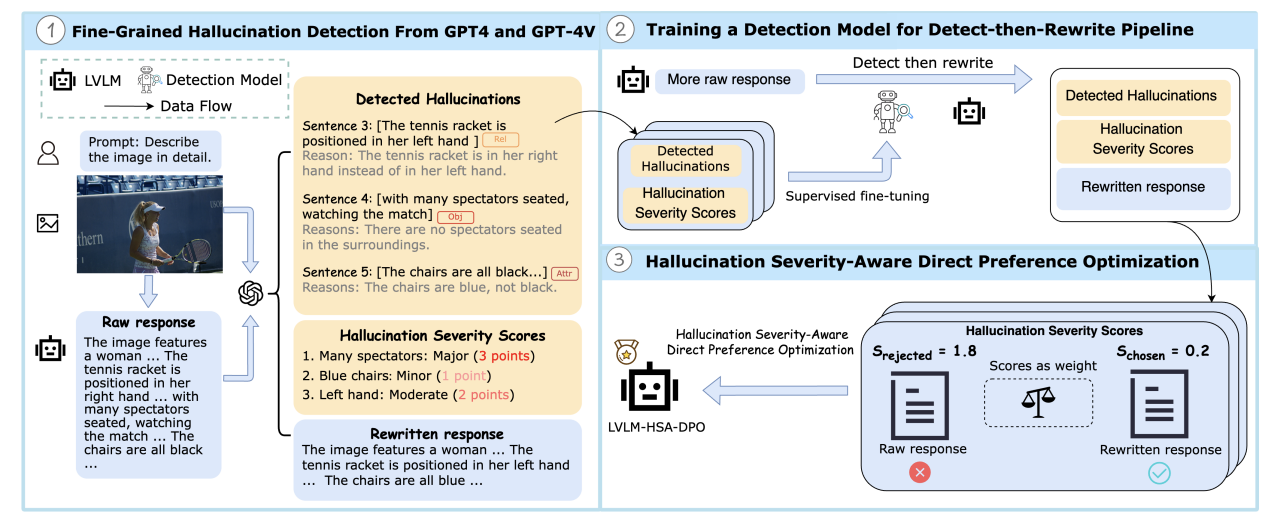 1 Fine-Grained Hallucination Detection From GPT4 and GPT-4V
LVLM
Detection Model
Data Flow
Prompt: Describe
the image in detail.
thern
Raw response
The image features
a woman ... The
tennis racket is
positioned in her
right hand ... with
many spectators
seated, watching
the match ... The
chairs are all black
...
Detected Hallucinations
Sentence 3: [The tennis racket is
positioned in her left hand ] Rel
Reason: The tennis racket is in her right
hand instead of in her left hand.
Sentence 4: [with many spectators seated,
watching the match] Obj
Reasons: There are no spectators seated
in the surroundings.
Sentence 5: [The chairs are all black...] Attr
Reasons: The chairs are blue, not black.
Hallucination Severity Scores
1. Many spectators: Major (3 points)
2. Blue chairs: Minor (1 point)
3. Left hand: Moderate (2 points)
Rewritten response
The image features a woman ... The
tennis racket is positioned in her left hand
... The chairs are all blue ...
2 Training a Detection Model for Detect-then-Rewrite Pipeline
More raw response
Detect then rewrite
Detected
Hallucinations
Hallucination
Severity Scores
Supervised fine-tuning
Detected Hallucinations
Hallucination
Severity Scores
Rewritten response
3 Hallucination Severity-Aware Direct Preference Optimization
LVLM-HSA-DPO
Hallucination Severity-Aware
Direct Preference Optimization
Hallucination Severity Scores
Srejected = 1.8
Schosen = 0.2
Scores as weight
Raw response
Rewritten response